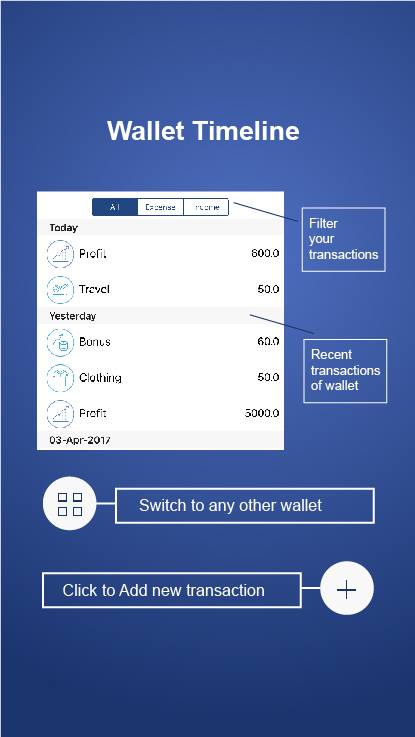 Wallet Timeline
All Expense Income
Filter
your
transactions
Today
Profit 600.0
Travel 50.0
Yesterday
Bonus 60.0
Recent
transactions
of wallet
Clothing 50.0
Profit 5000.0
03-Apr-2017
Switch to any other wallet
Click to Add new transaction